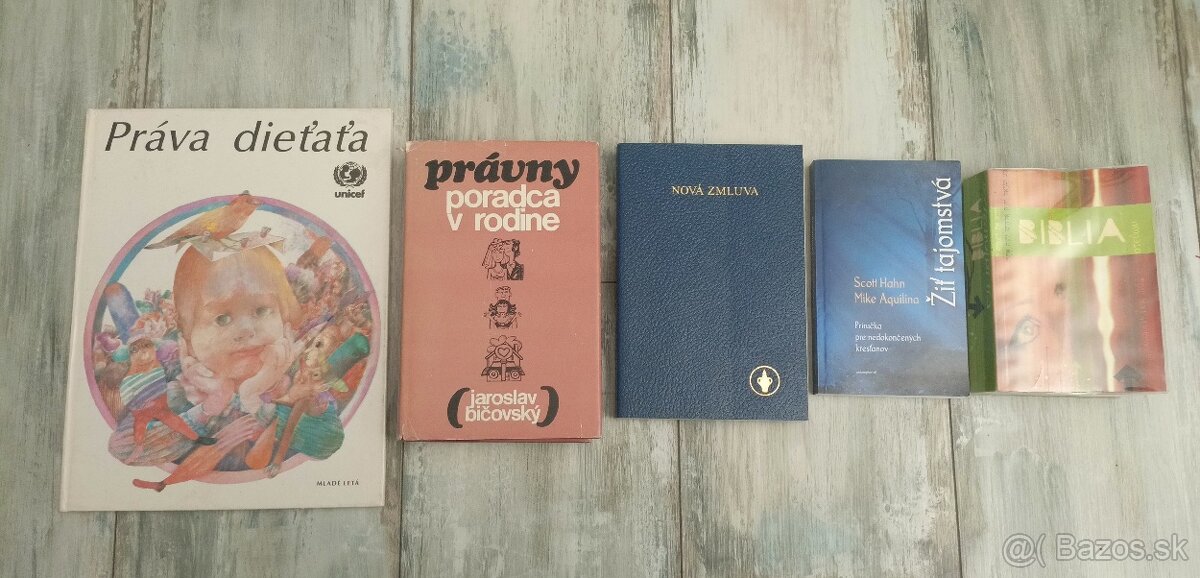 Práva dieťaťa
unicef
MLADÉ LETÁ
právny
poradca
v rodine
(jaroslav
bičovský)
NOVÁ ZMLUVA
Žiť tajomstvá
Scott Hahn
Mike Aquilina
Príručka
pre nedokončených
kresťanov
BIBLIA
BIBLIA
@( Bazos.sk